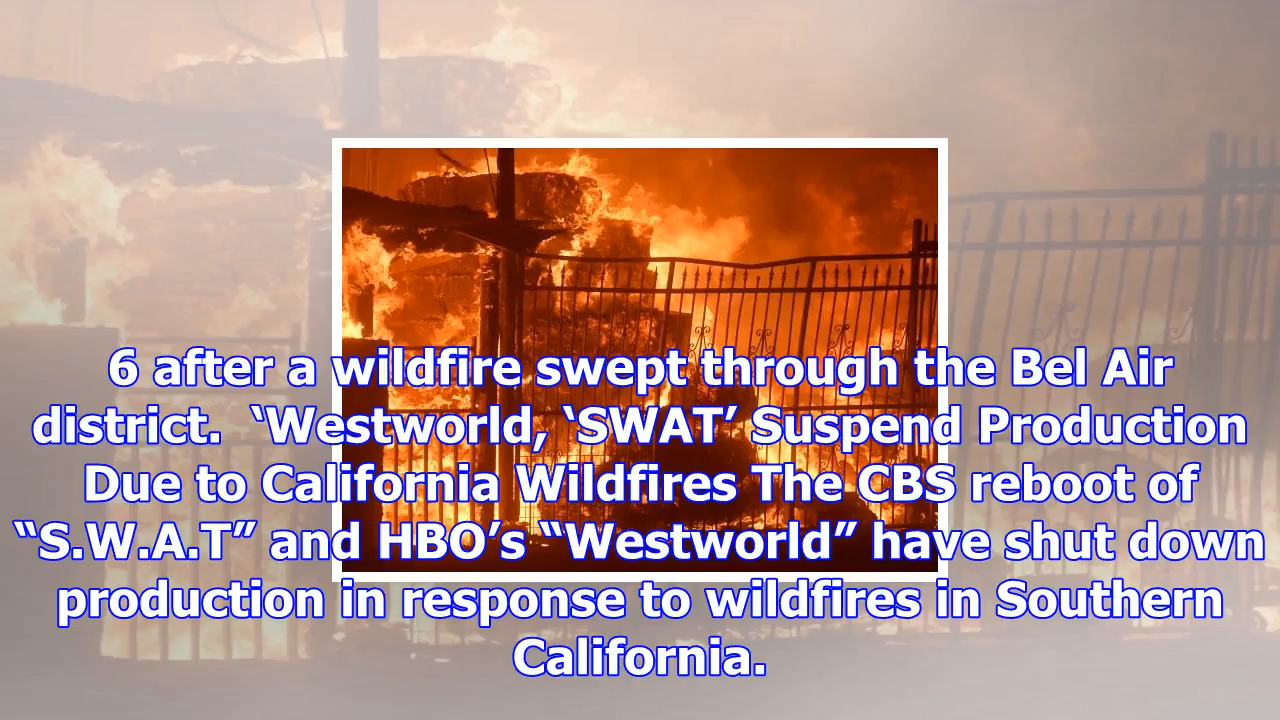 6 after a wildfire swept through the Bel Air
district.  ‘Westworld, ‘SWAT’ Suspend Production
Due to California Wildfires The CBS reboot of
“S.W.A.T” and HBO’s “Westworld” have shut down
production in response to wildfires in Southern
California.